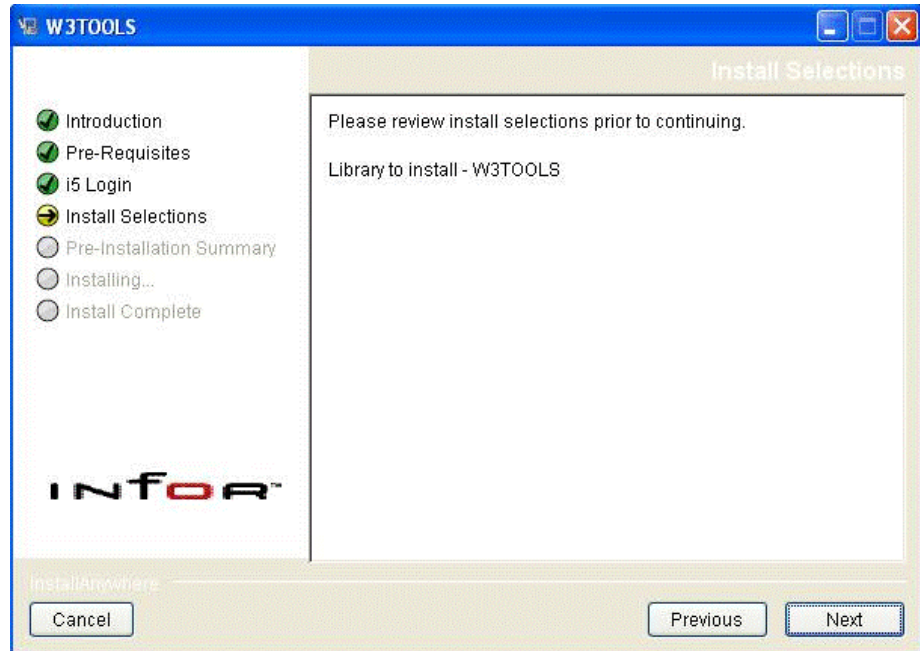 W3TOOLS
Install Selections
Introduction
Pre-Requisites
i5 Login
Install Selections
Pre-Installation Summary
Installing...
Install Complete
Please review install selections prior to continuing.
Library to install - W3TOOLS
INFOR™
InstallAnywhere
Cancel
Previous
Next